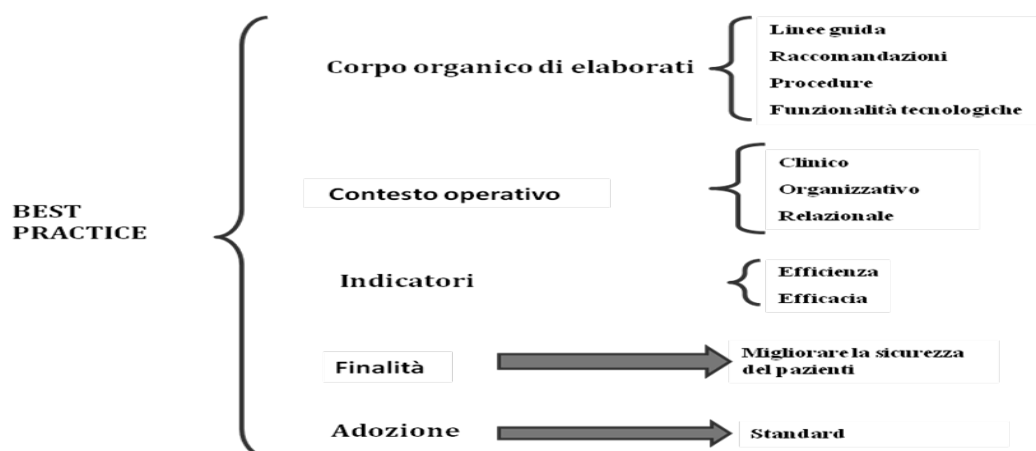 BEST
PRACTICE
Corpo organico di elaborati
Linee guida
Raccomandazioni
Procedure
Funzionalità tecnologiche
Contesto operativo
Clinico
Organizzativo
Relazionale
Indicatori
Efficienza
Efficacia
Finalità
Migliorare la sicurezza
del pazienti
Adozione
Standard